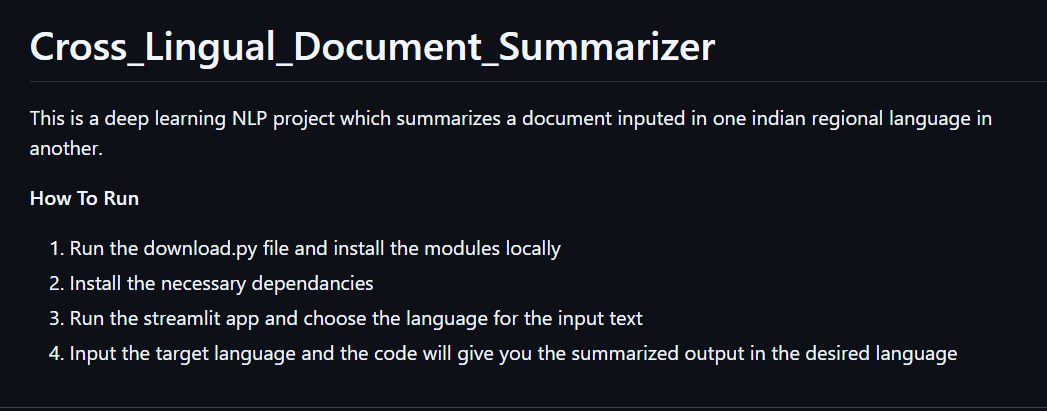 Cross_Lingual_Document_Summarizer
This is a deep learning NLP project which summarizes a document inputed in one indian regional language in
another.
How To Run
1. Run the download.py file and install the modules locally
2. Install the necessary dependancies
3. Run the streamlit app and choose the language for the input text
4. Input the target language and the code will give you the summarized output in the desired language